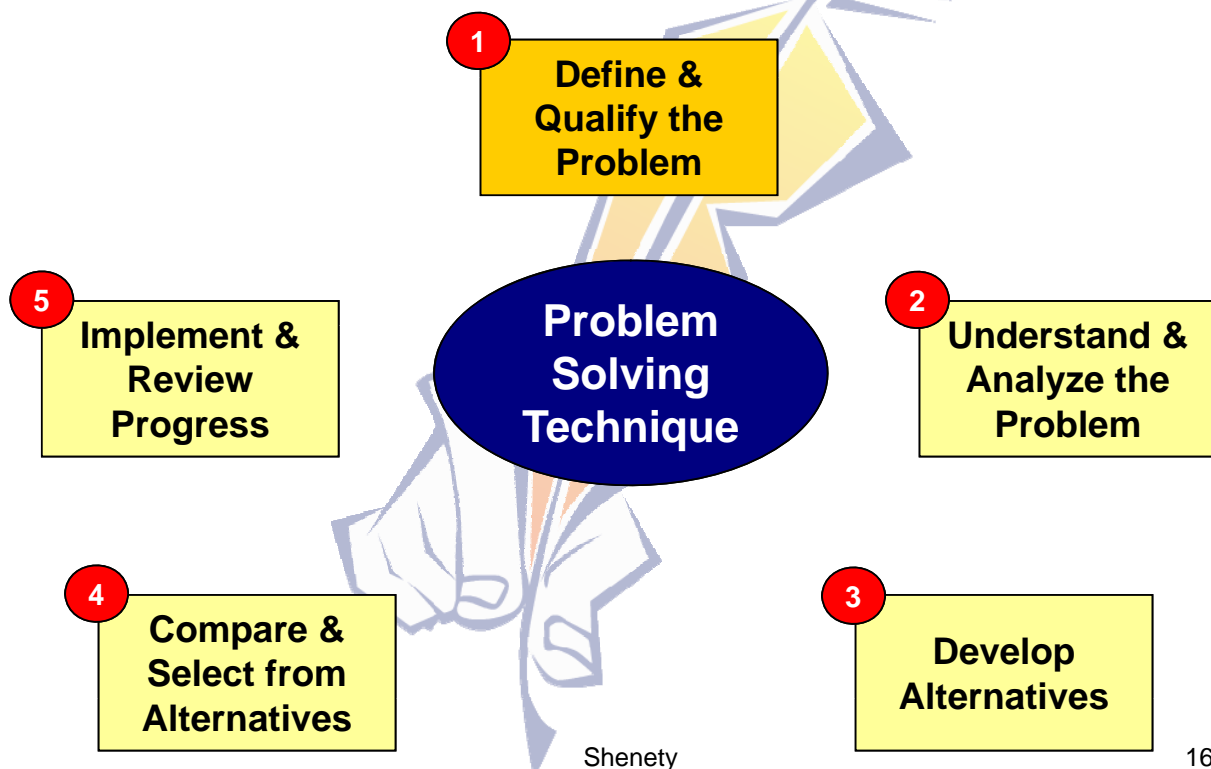 1
Define &
Qualify the
Problem
5
Implement &
Review
Progress
Problem
Solving
Technique
2
Understand &
Analyze the
Problem
4
Compare &
Select from
Alternatives
3
Develop
Alternatives
Shenety
16